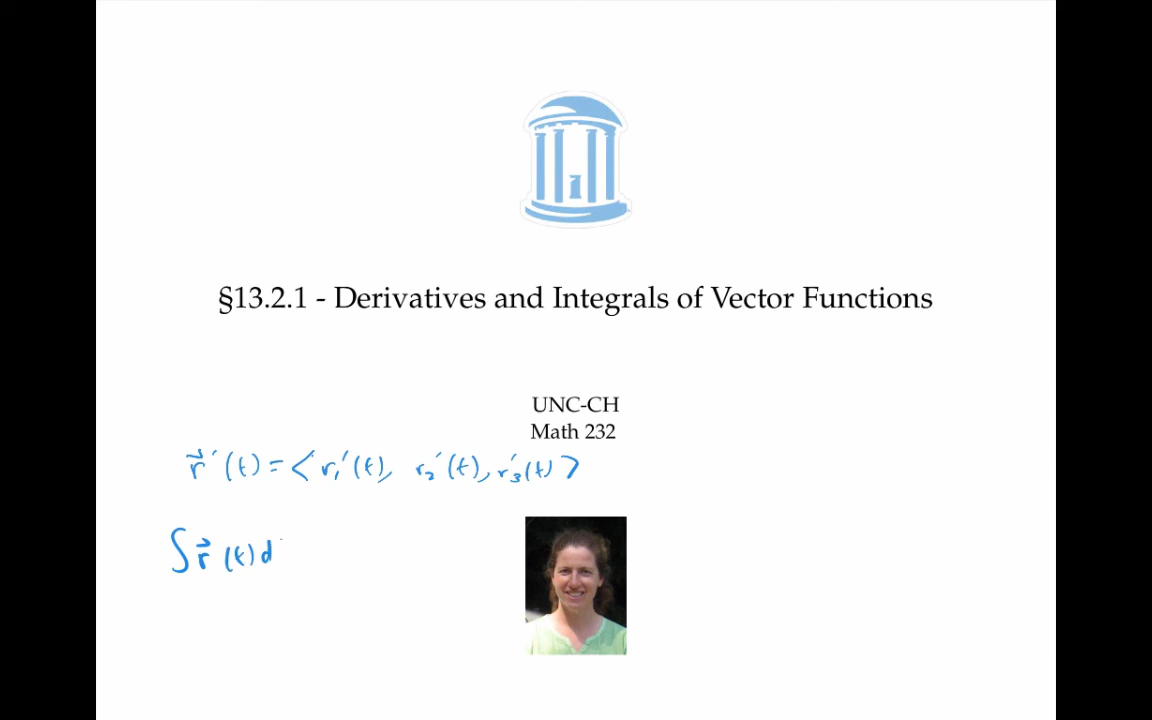 §13.2.1 - Derivatives and Integrals of Vector Functions
UNC-CH
Math 232
r⃗′(t) = < r₁′(t), r₂′(t), r₃′(t) >
∫ r⃗(t) d